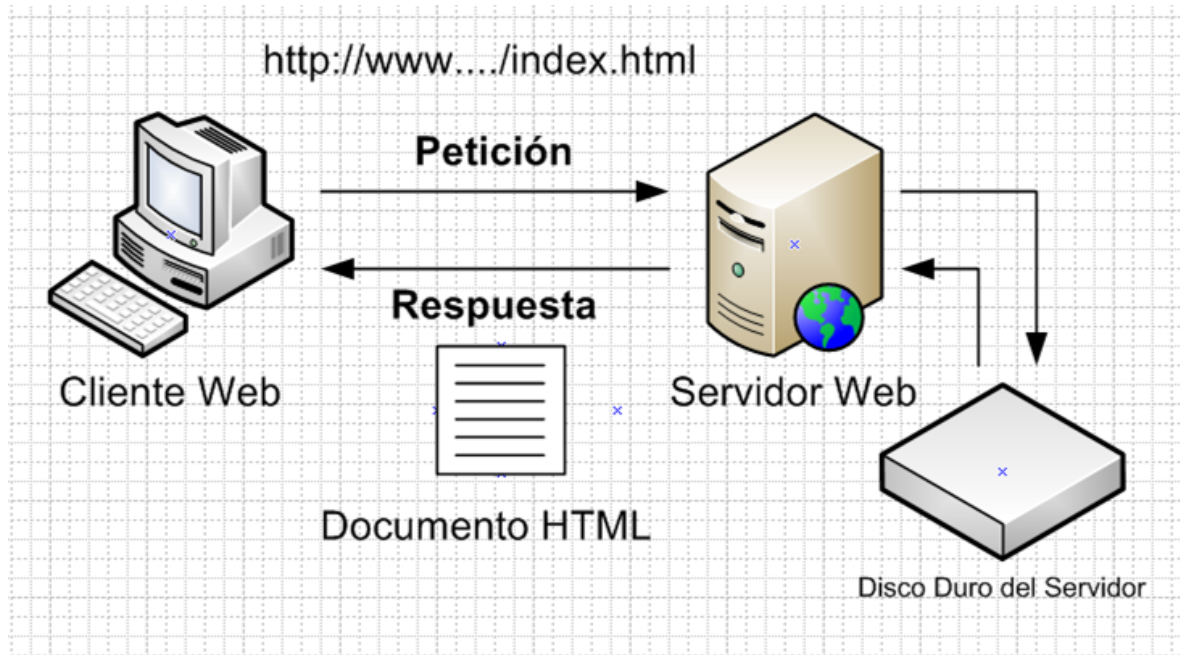 http://www..../index.html
Petición
Respuesta
Cliente Web
Servidor Web
Documento HTML
Disco Duro del Servidor